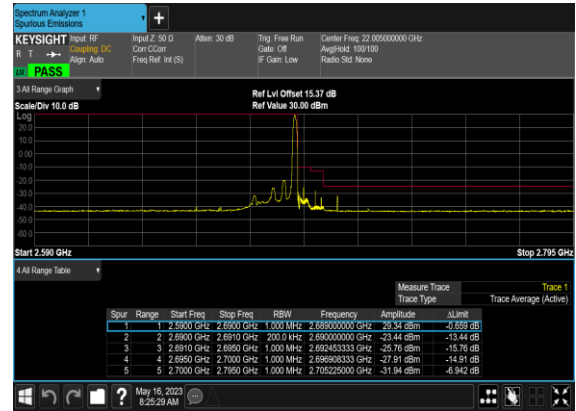 Spectrum Analyzer 1
Spurious Emissions
+
KEYSIGHT Input: RF Input Z: 50 Ω Atten: 30 dB Trig: Free Run Center Freq: 22.005000000 GHz
R T Coupling: DC Corr CCorr Gate: Off Avg|Hold: 100/100
Align: Auto Freq Ref: Int (S) IF Gain: Low Radio Std: None
LXI PASS
3 All Range Graph
Ref Lvl Offset 15.37 dB
Scale/Div 10.0 dB Ref Value 30.00 dBm
Log
20.0
10.0
0.00
-10.0
-20.0
-30.0
-40.0
-50.0
-60.0
Start 2.590 GHz Stop 2.795 GHz
4 All Range Table
Measure Trace Trace 1
Trace Type Trace Average (Active)
Spur Range Start Freq Stop Freq RBW Frequency Amplitude ΔLimit
1 1 2.5900 GHz 2.6900 GHz 1.000 MHz 2.689000000 GHz 29.34 dBm -0.659 dB
2 2 2.6900 GHz 2.6910 GHz 200.0 kHz 2.690000000 GHz -23.44 dBm -13.44 dB
3 3 2.6910 GHz 2.6950 GHz 1.000 MHz 2.692453333 GHz -25.76 dBm -15.76 dB
4 4 2.6950 GHz 2.7000 GHz 1.000 MHz 2.696908333 GHz -27.91 dBm -14.91 dB
5 5 2.7000 GHz 2.7950 GHz 1.000 MHz 2.705225000 GHz -31.94 dBm -6.942 dB
? May 16, 2023
8:25:29 AM